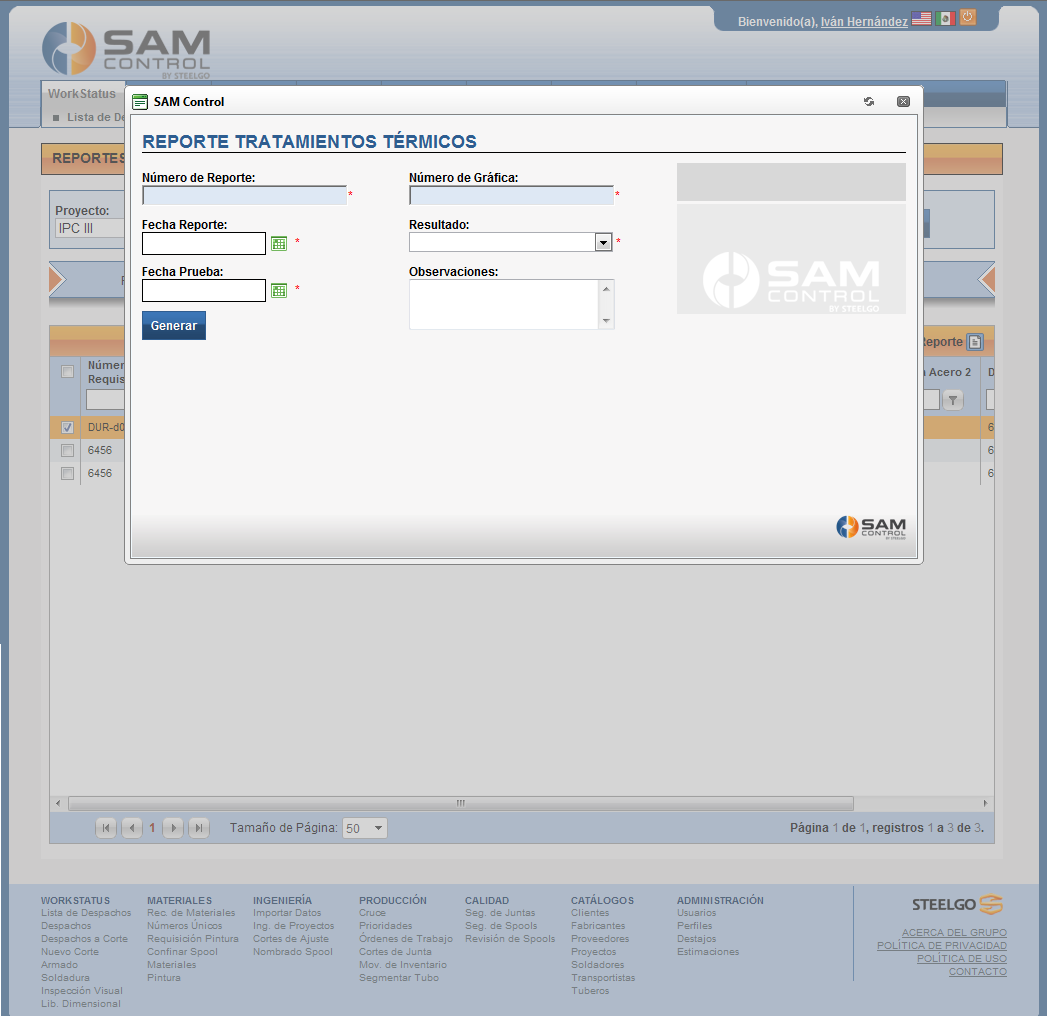 Bienvenido(a), Iván Hernández
SAM
CONTROL
BY STEELGO
WorkStatus
Lista de De
SAM Control
REPORTE TRATAMIENTOS TÉRMICOS
REPORTES
Número de Reporte:
*
Número de Gráfica:
*
Proyecto:
IPC III
Fecha Reporte:
*
Resultado:
*
Fecha Prueba:
*
Observaciones:
SAM
CONTROL
BY STEELGO
Generar
Reporte
Númer
Requis
Acero 2
D
DUR-d0
6
6456
6
6456
6
SAM
CONTROL
BY STEELGO
1
Tamaño de Página: 50
Página 1 de 1, registros 1 a 3 de 3.
WORKSTATUS
Lista de Despachos
Despachos
Despachos a Corte
Nuevo Corte
Armado
Soldadura
Inspección Visual
Lib. Dimensional
MATERIALES
Rec. de Materiales
Números Únicos
Requisición Pintura
Confinar Spool
Materiales
Pintura
INGENIERÍA
Importar Datos
Ing. de Proyectos
Cortes de Ajuste
Nombrado Spool
PRODUCCIÓN
Cruce
Prioridades
Órdenes de Trabajo
Cortes de Junta
Mov. de Inventario
Segmentar Tubo
CALIDAD
Seg. de Juntas
Seg. de Spools
Revisión de Spools
CATÁLOGOS
Clientes
Fabricantes
Proveedores
Proyectos
Soldadores
Transportistas
Tuberos
ADMINISTRACIÓN
Usuarios
Perfiles
Destajos
Estimaciones
STEELGO
ACERCA DEL GRUPO
POLÍTICA DE PRIVACIDAD
POLÍTICA DE USO
CONTACTO